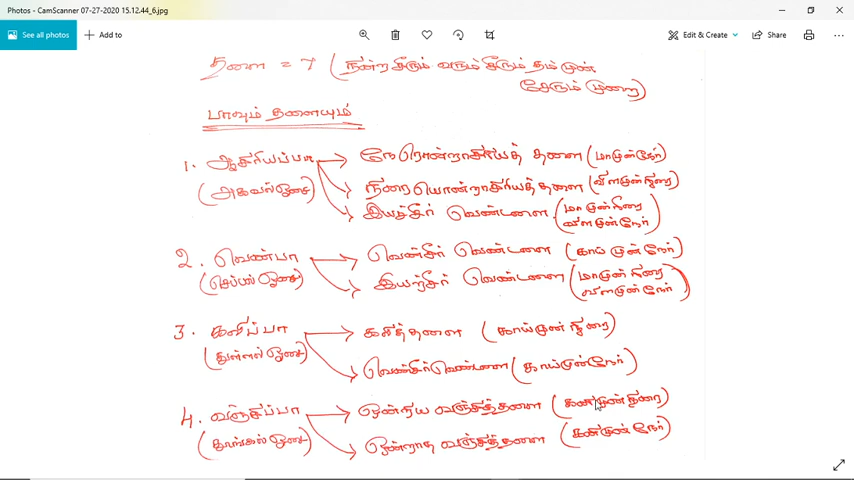 Photos - CamScanner 07-27-2020 15.12.44_6.jpg
See all photos + Add to Edit & Create Share
தளை = 7 (நின்ற சீரும் வரும் சீரும் தம்முன்
சேரும் முறை)
பாவும் தளையும்
1. ஆசிரியப்பா → நேரொன்றாசிரியத் தளை (மாமுன்நேர்)
(அகவல் ஓசை) நிரையொன்றாசிரியத்தளை (விளமுன்நிரை)
இயற்சீர் வெண்டளை (மாமுன்நிரை
விளமுன்நேர்)
2. வெண்பா → வெண்சீர் வெண்டளை (காய் முன் நேர்)
(செப்பல் ஓசை) இயற்சீர் வெண்டளை (மாமுன் நிரை
விளமுன்நேர்)
3. கலிப்பா → கலித்தளை (காய்முன் நிரை)
(துள்ளல் ஓசை) வெண்சீர்வெண்டளை (காய்முன்நேர்)
4. வஞ்சிப்பா → ஒன்றிய வஞ்சித்தளை (கனிமுன் நிரை)
(தூங்கல் ஓசை) ஒன்றாத வஞ்சித்தளை (கனிமுன் நேர்)